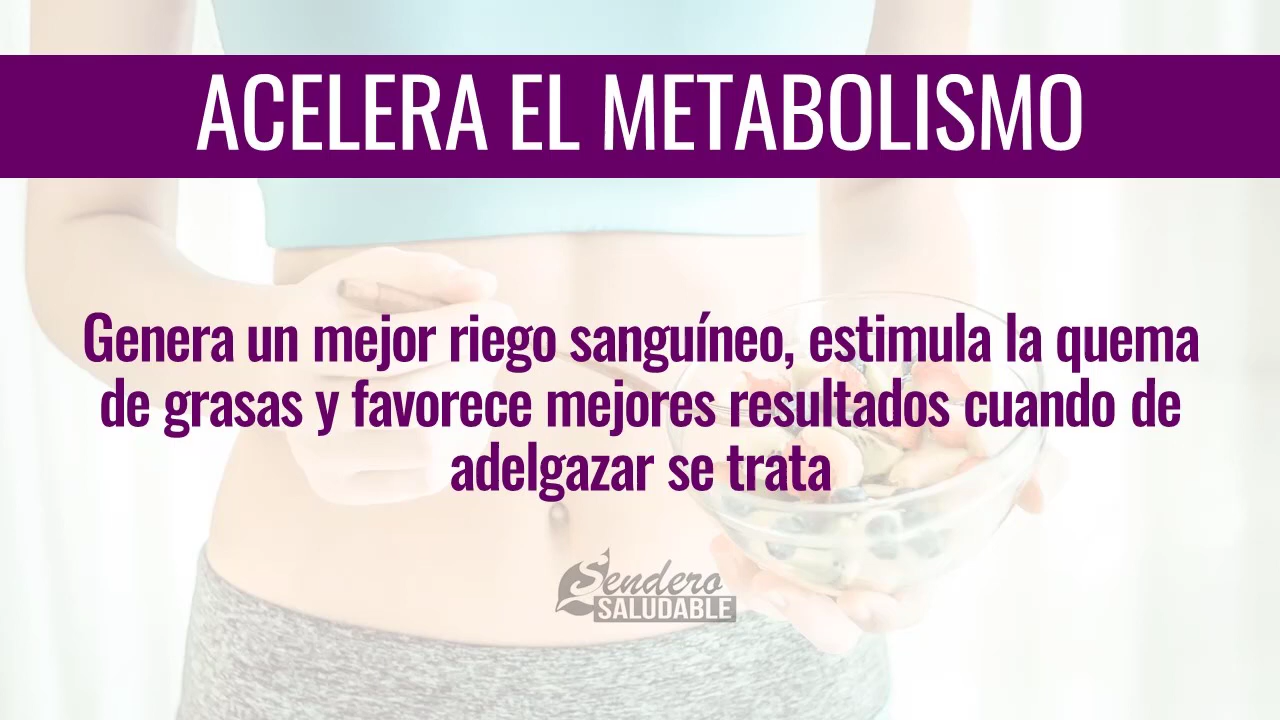 ACELERA EL METABOLISMO
Genera un mejor riego sanguíneo, estimula la quema
de grasas y favorece mejores resultados cuando de
adelgazar se trata
Sendero
SALUDABLE